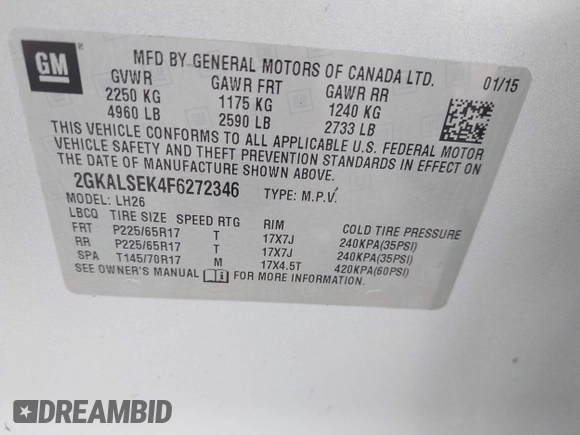 GM
MFD BY GENERAL MOTORS OF CANADA LTD.
01/15
GVWR GAWR FRT GAWR RR
2250 KG 1175 KG 1240 KG
4960 LB 2590 LB 2733 LB
THIS VEHICLE CONFORMS TO ALL APPLICABLE U.S. FEDERAL MOTOR
VEHICLE SAFETY AND THEFT PREVENTION STANDARDS IN EFFECT ON
THE DATE OF MANUFACTURE SHOWN ABOVE.
2GKALSEK4F6272346 TYPE: M.P.V.
MODEL: LH26
LBCQ TIRE SIZE SPEED RTG RIM COLD TIRE PRESSURE
FRT P225/65R17 T 17X7J 240KPA(35PSI)
RR P225/65R17 T 17X7J 240KPA(35PSI)
SPA T145/70R17 M 17X4.5T 420KPA(60PSI)
SEE OWNER'S MANUAL FOR MORE INFORMATION
DREAMBID